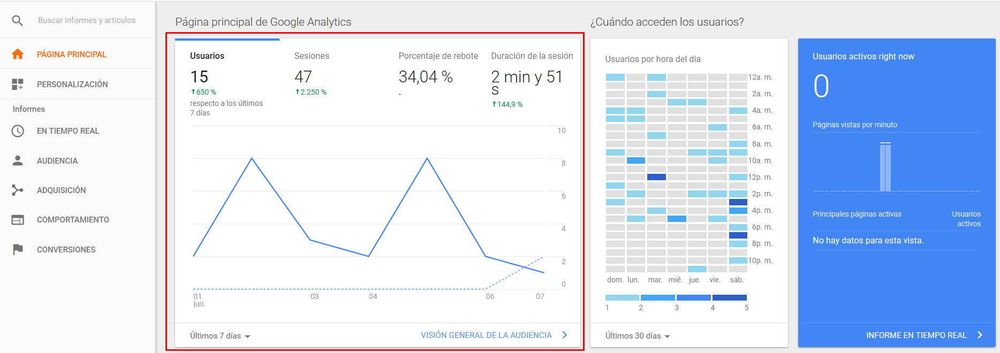 Buscar informes y artículos
PÁGINA PRINCIPAL
PERSONALIZACIÓN
Informes
EN TIEMPO REAL
AUDIENCIA
ADQUISICIÓN
COMPORTAMIENTO
CONVERSIONES
Página principal de Google Analytics
Usuarios
15
650 %
respecto a los últimos
7 días
Sesiones
47
2.250 %
Porcentaje de rebote
34,04 %
-
Duración de la sesión
2 min y 51
s
144,9 %
10
8
6
4
2
0
01
jun.
03
04
06
07
Últimos 7 días
VISIÓN GENERAL DE LA AUDIENCIA
¿Cuándo acceden los usuarios?
Usuarios por hora del día
12a. m.
2a. m.
4a. m.
6a. m.
8a. m.
10a. m.
12p. m.
2p. m.
4p. m.
6p. m.
8p. m.
10p. m.
dom. lun. mar. mié. jue. vie. sáb.
1 2 3 4 5
Últimos 30 días
Usuarios activos right now
0
Páginas vistas por minuto
Principales páginas activas
Usuarios
activos
No hay datos para esta vista.
INFORME EN TIEMPO REAL